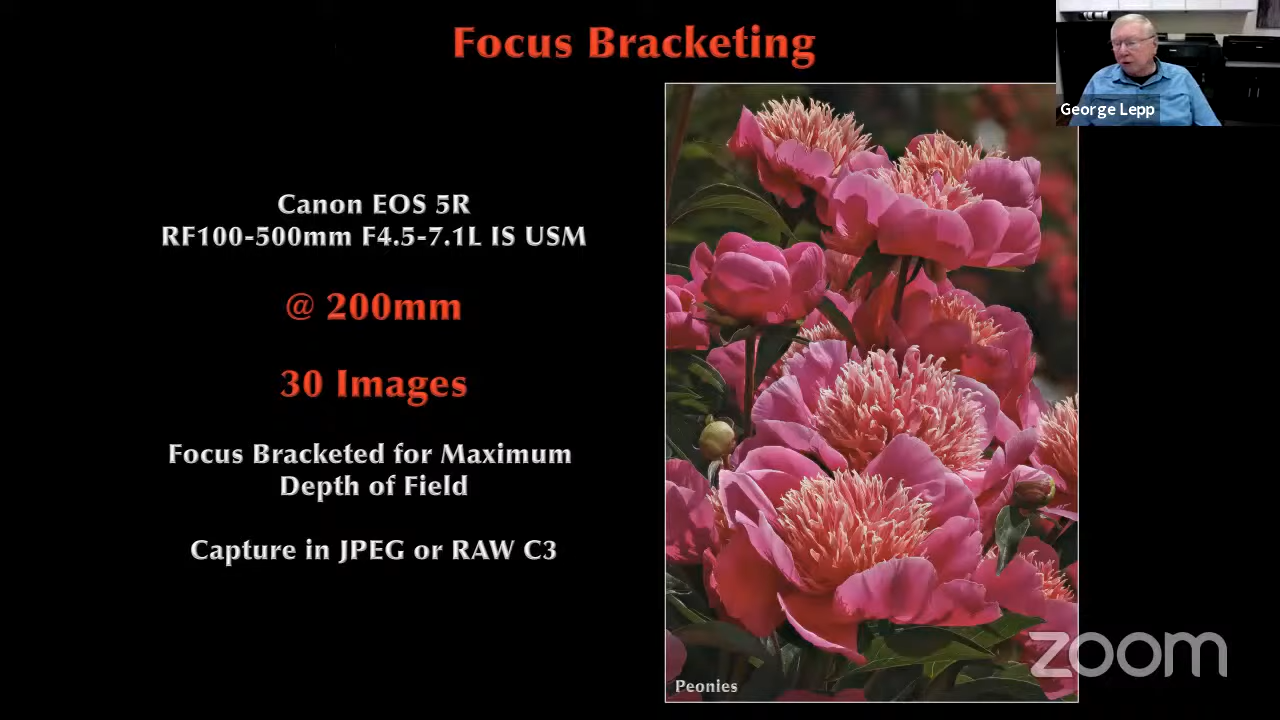 Focus Bracketing
George Lepp
Canon EOS 5R
RF100-500mm F4.5-7.1L IS USM
@ 200mm
30 Images
Focus Bracketed for Maximum
Depth of Field
Capture in JPEG or RAW C3
Peonies
zoom